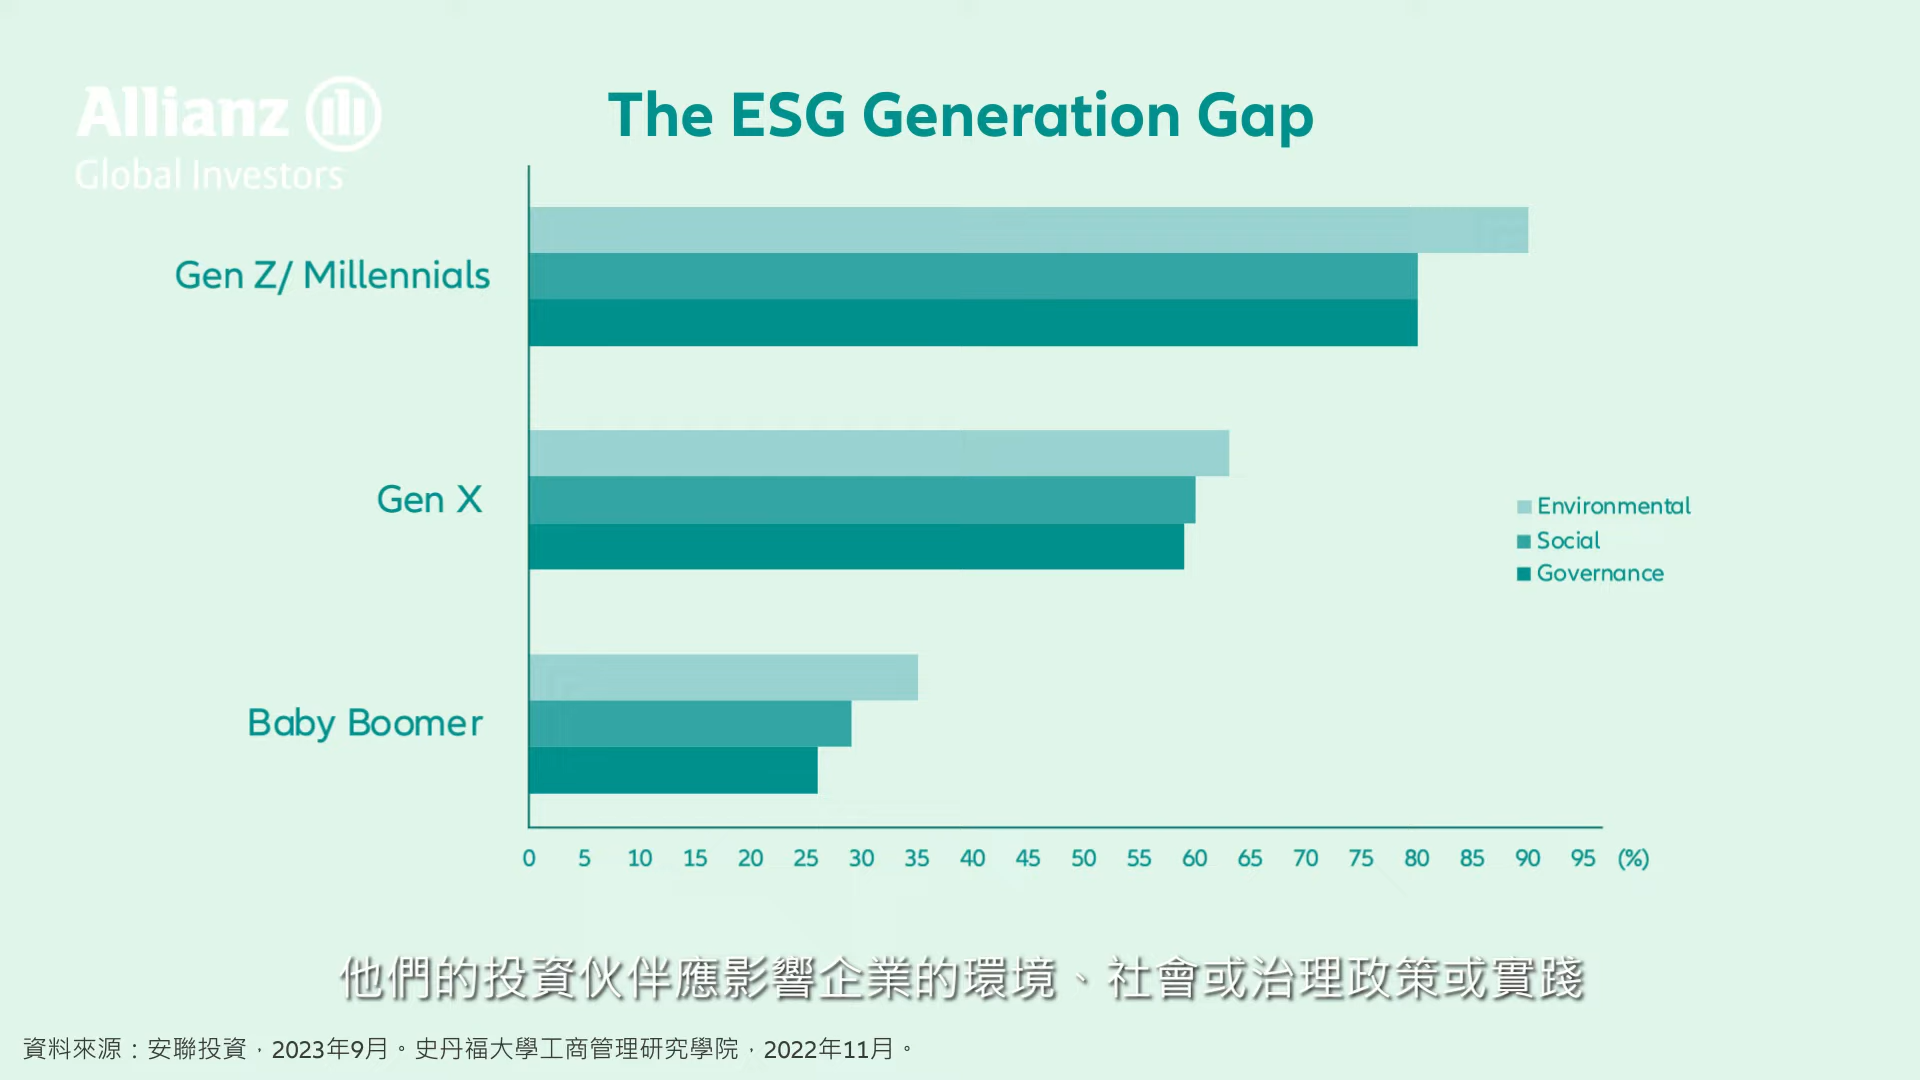 Allianz
Global Investors
The ESG Generation Gap
Gen Z/ Millennials
Gen X
Baby Boomer
Environmental
Social
Governance
0 5 10 15 20 25 30 35 40 45 50 55 60 65 70 75 80 85 90 95 (%)
他們的投資伙伴應影響企業的環境、社會或治理政策或實踐
資料來源：安聯投資，2023年9月。史丹福大學工商管理研究學院，2022年11月。